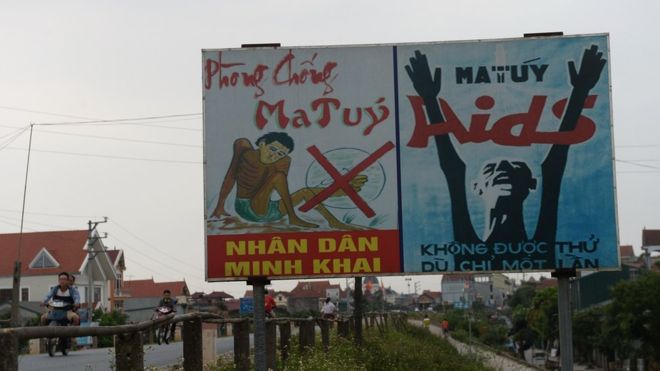 Phòng Chống
Ma Tuý
NHÂN DÂN
MINH KHAI
MA TÚY
Aids
KHÔNG ĐƯỢC THỬ
DÙ CHỈ MỘT LẦN